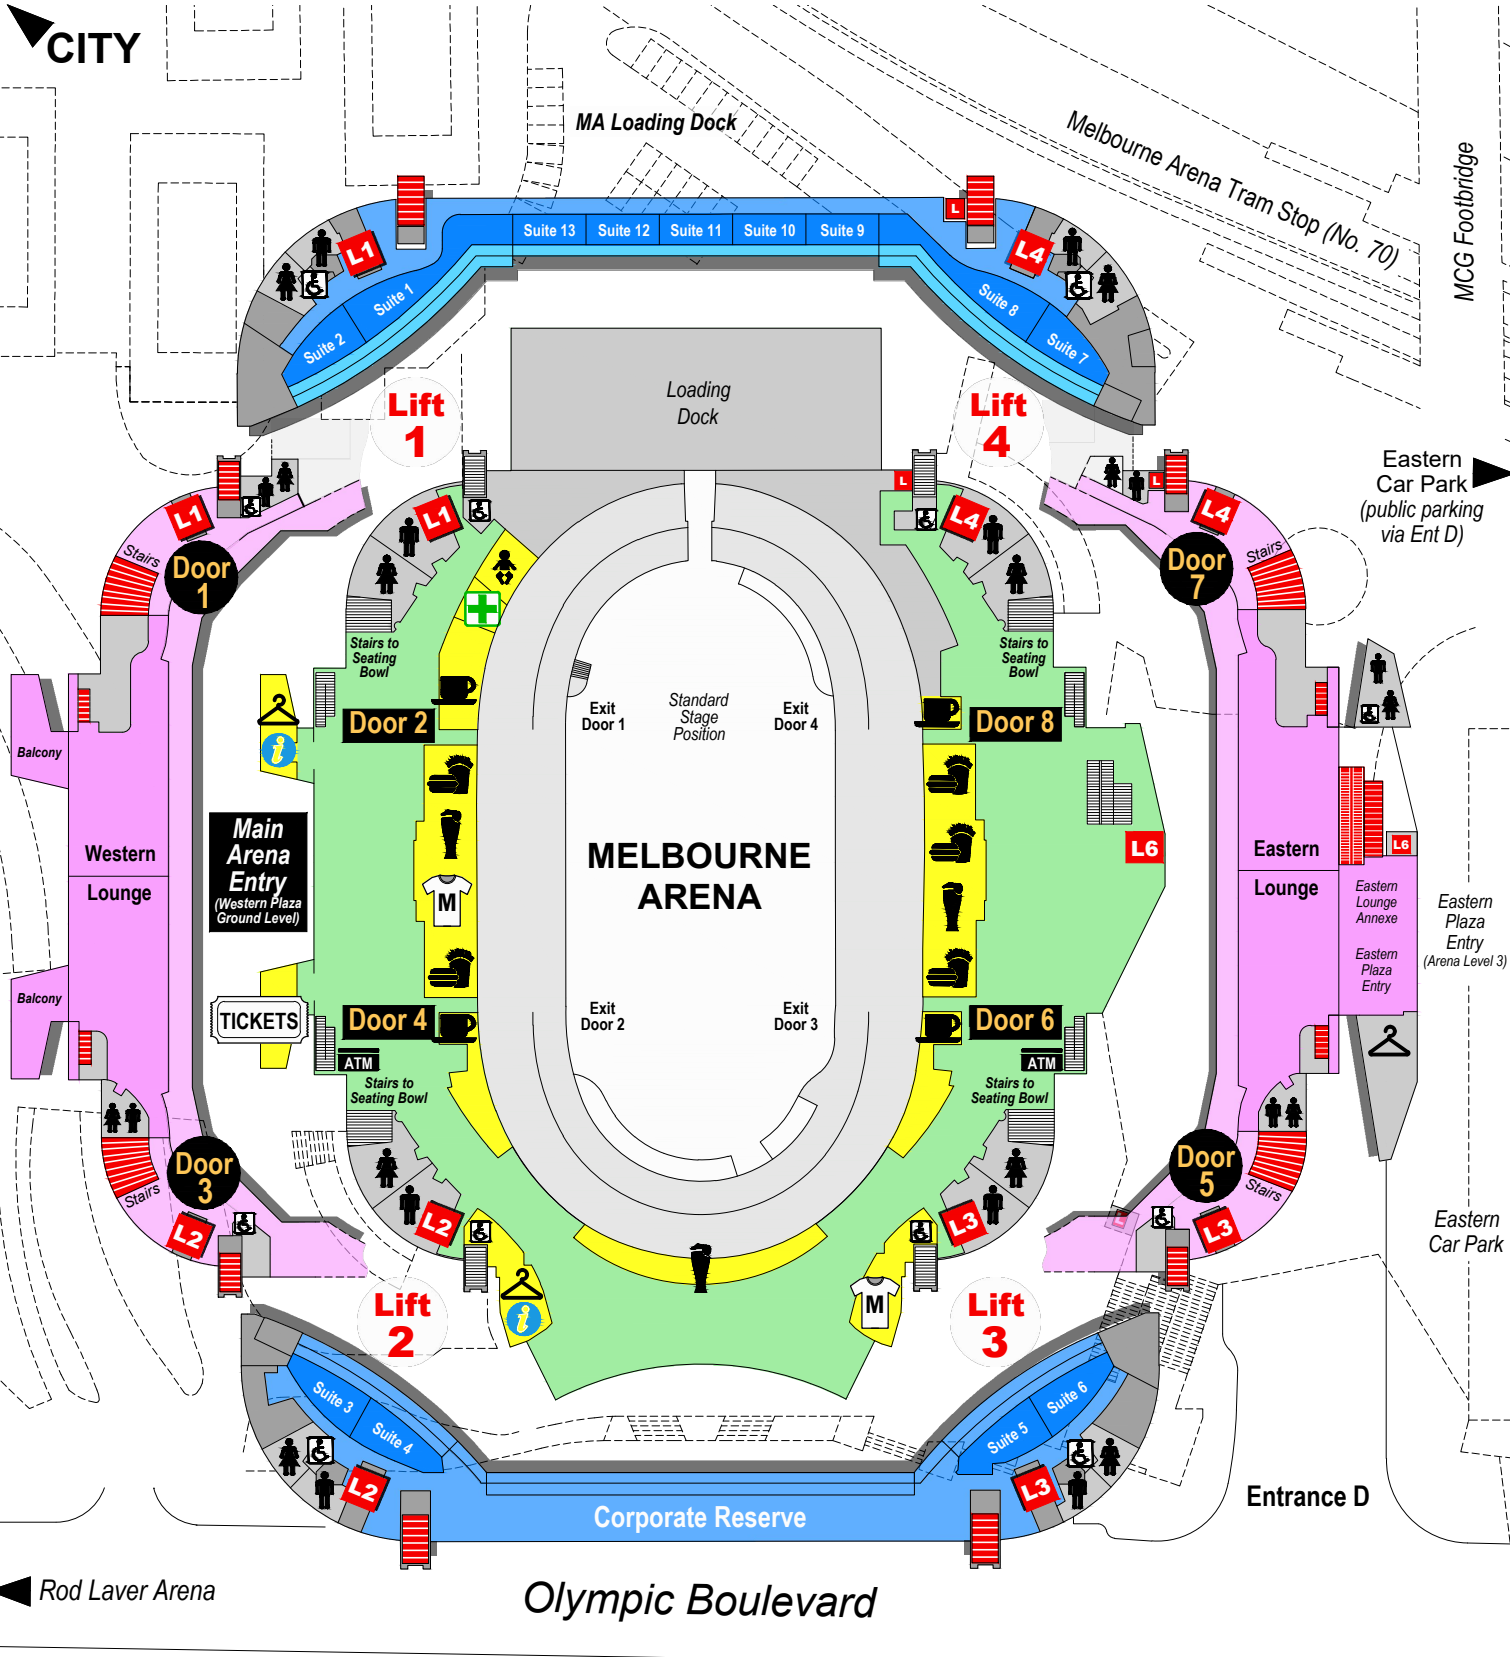 CITY
MA Loading Dock
Melbourne Arena Tram Stop (No. 70)
MCG Footbridge
L
L1
L4
Suite 13
Suite 12
Suite 11
Suite 10
Suite 9
Suite 1
Suite 2
Suite 8
Suite 7
Loading
Dock
Lift
1
Lift
4
Eastern
Car Park
(public parking
via Ent D)
L1
L1
L
L4
L
L4
Stairs
Door
1
Door
7
Stairs
Stairs to
Seating
Bowl
Stairs to
Seating
Bowl
Door 2
Exit
Door 1
Standard
Stage
Position
Exit
Door 4
Door 8
i
Balcony
Main
Arena
Entry
(Western Plaza
Ground Level)
Western
Lounge
M
MELBOURNE
ARENA
L6
Eastern
Lounge
L6
Eastern
Lounge
Annexe
Eastern
Plaza
Entry
Eastern
Plaza
Entry
(Arena Level 3)
Balcony
TICKETS
Door 4
Exit
Door 2
Exit
Door 3
Door 6
ATM
ATM
Stairs to
Seating Bowl
Stairs to
Seating Bowl
Door
3
Door
5
Stairs
Stairs
L2
L2
L3
L
L3
Eastern
Car Park
Lift
2
i
M
Lift
3
Suite 3
Suite 4
Suite 5
Suite 6
L2
L3
Corporate Reserve
Entrance D
Rod Laver Arena
Olympic Boulevard